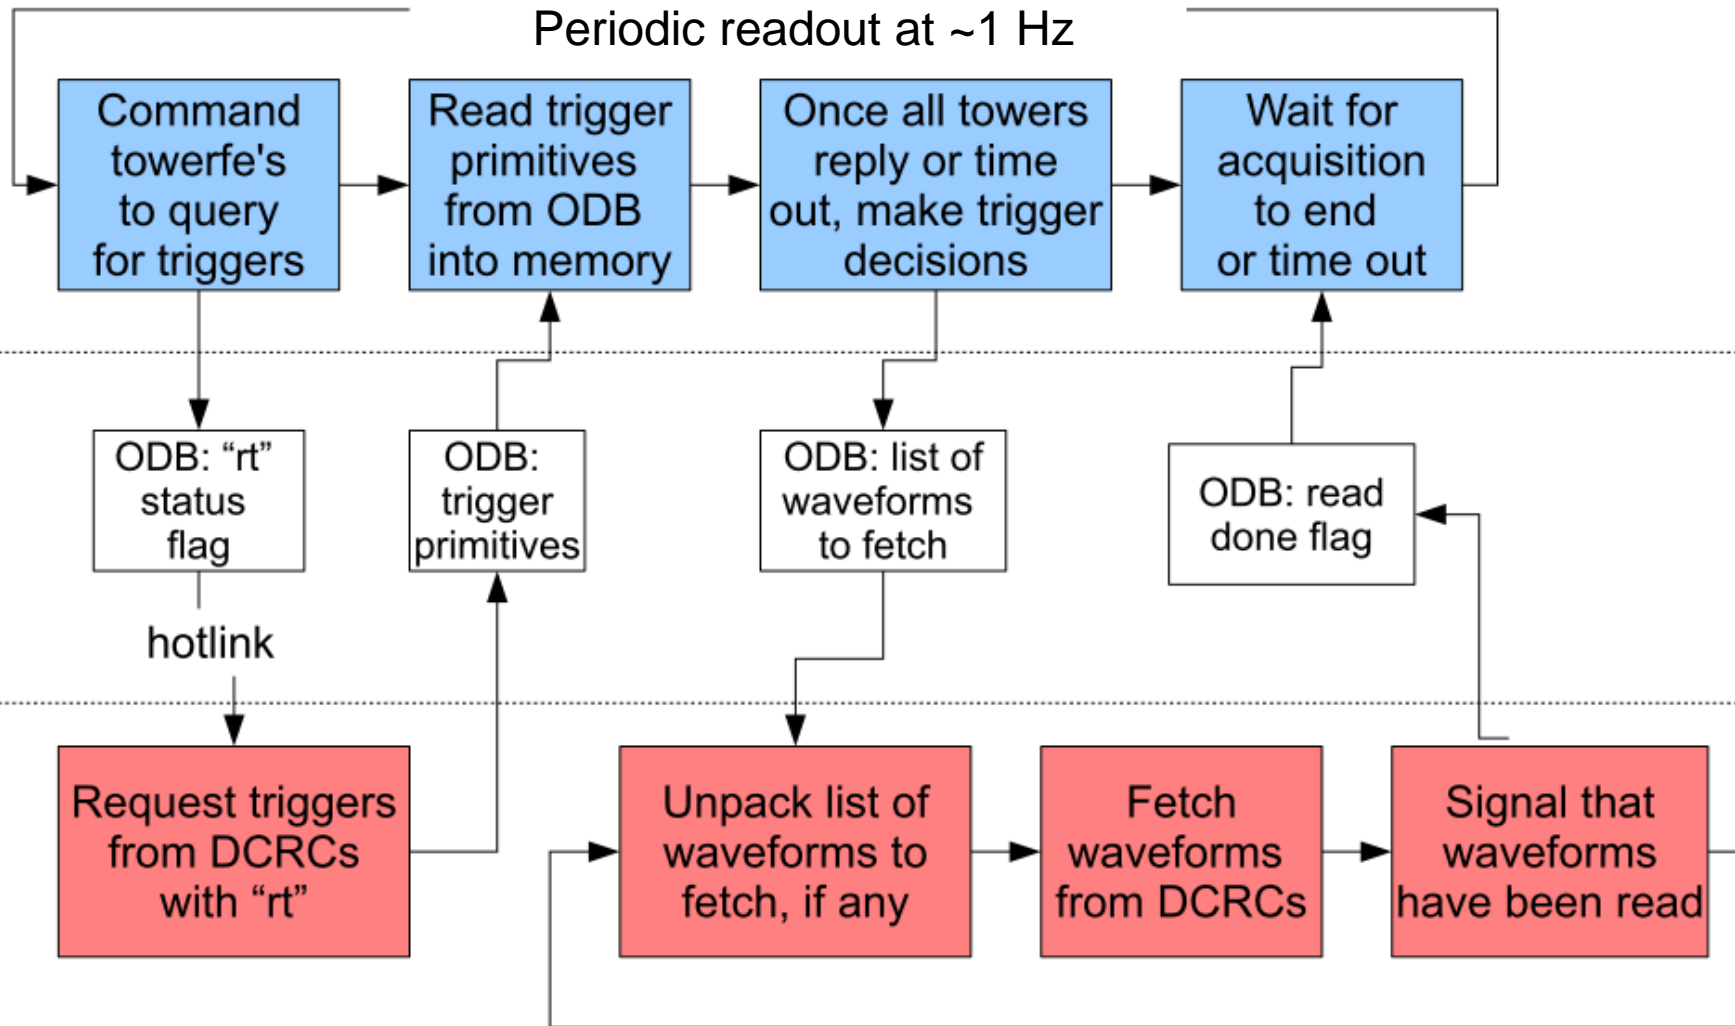 Periodic readout at ~1 Hz
Command
towerfe's
to query
for triggers
Read trigger
primitives
from ODB
into memory
Once all towers
reply or time
out, make trigger
decisions
Wait for
acquisition
to end
or time out
ODB: “rt”
status
flag
ODB:
trigger
primitives
ODB: list of
waveforms
to fetch
ODB: read
done flag
hotlink
Request triggers
from DCRCs
with “rt”
Unpack list of
waveforms to
fetch, if any
Fetch
waveforms
from DCRCs
Signal that
waveforms
have been read